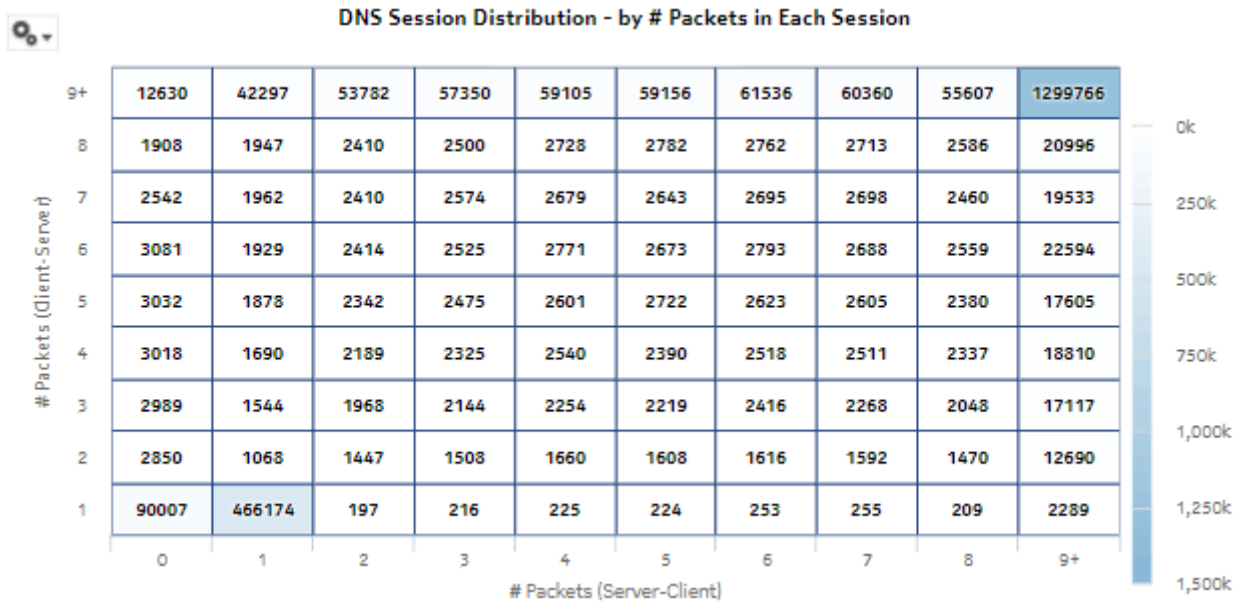 DNS Session Distribution - by # Packets in Each Session
9+ 12630 42297 53782 57350 59105 59156 61536 60360 55607 1299766
8 1908 1947 2410 2500 2728 2782 2762 2713 2586 20996
7 2542 1962 2410 2574 2679 2643 2695 2698 2460 19533
6 3081 1929 2414 2525 2771 2673 2793 2688 2559 22594
5 3032 1878 2342 2475 2601 2722 2623 2605 2380 17605
4 3018 1690 2189 2325 2540 2390 2518 2511 2337 18810
3 2989 1544 1968 2144 2254 2219 2416 2268 2048 17117
2 2850 1068 1447 1508 1660 1608 1616 1592 1470 12690
1 90007 466174 197 216 225 224 253 255 209 2289
0 1 2 3 4 5 6 7 8 9+
# Packets (Server-Client)
# Packets (Client-Server)
0k
250k
500k
750k
1,000k
1,250k
1,500k